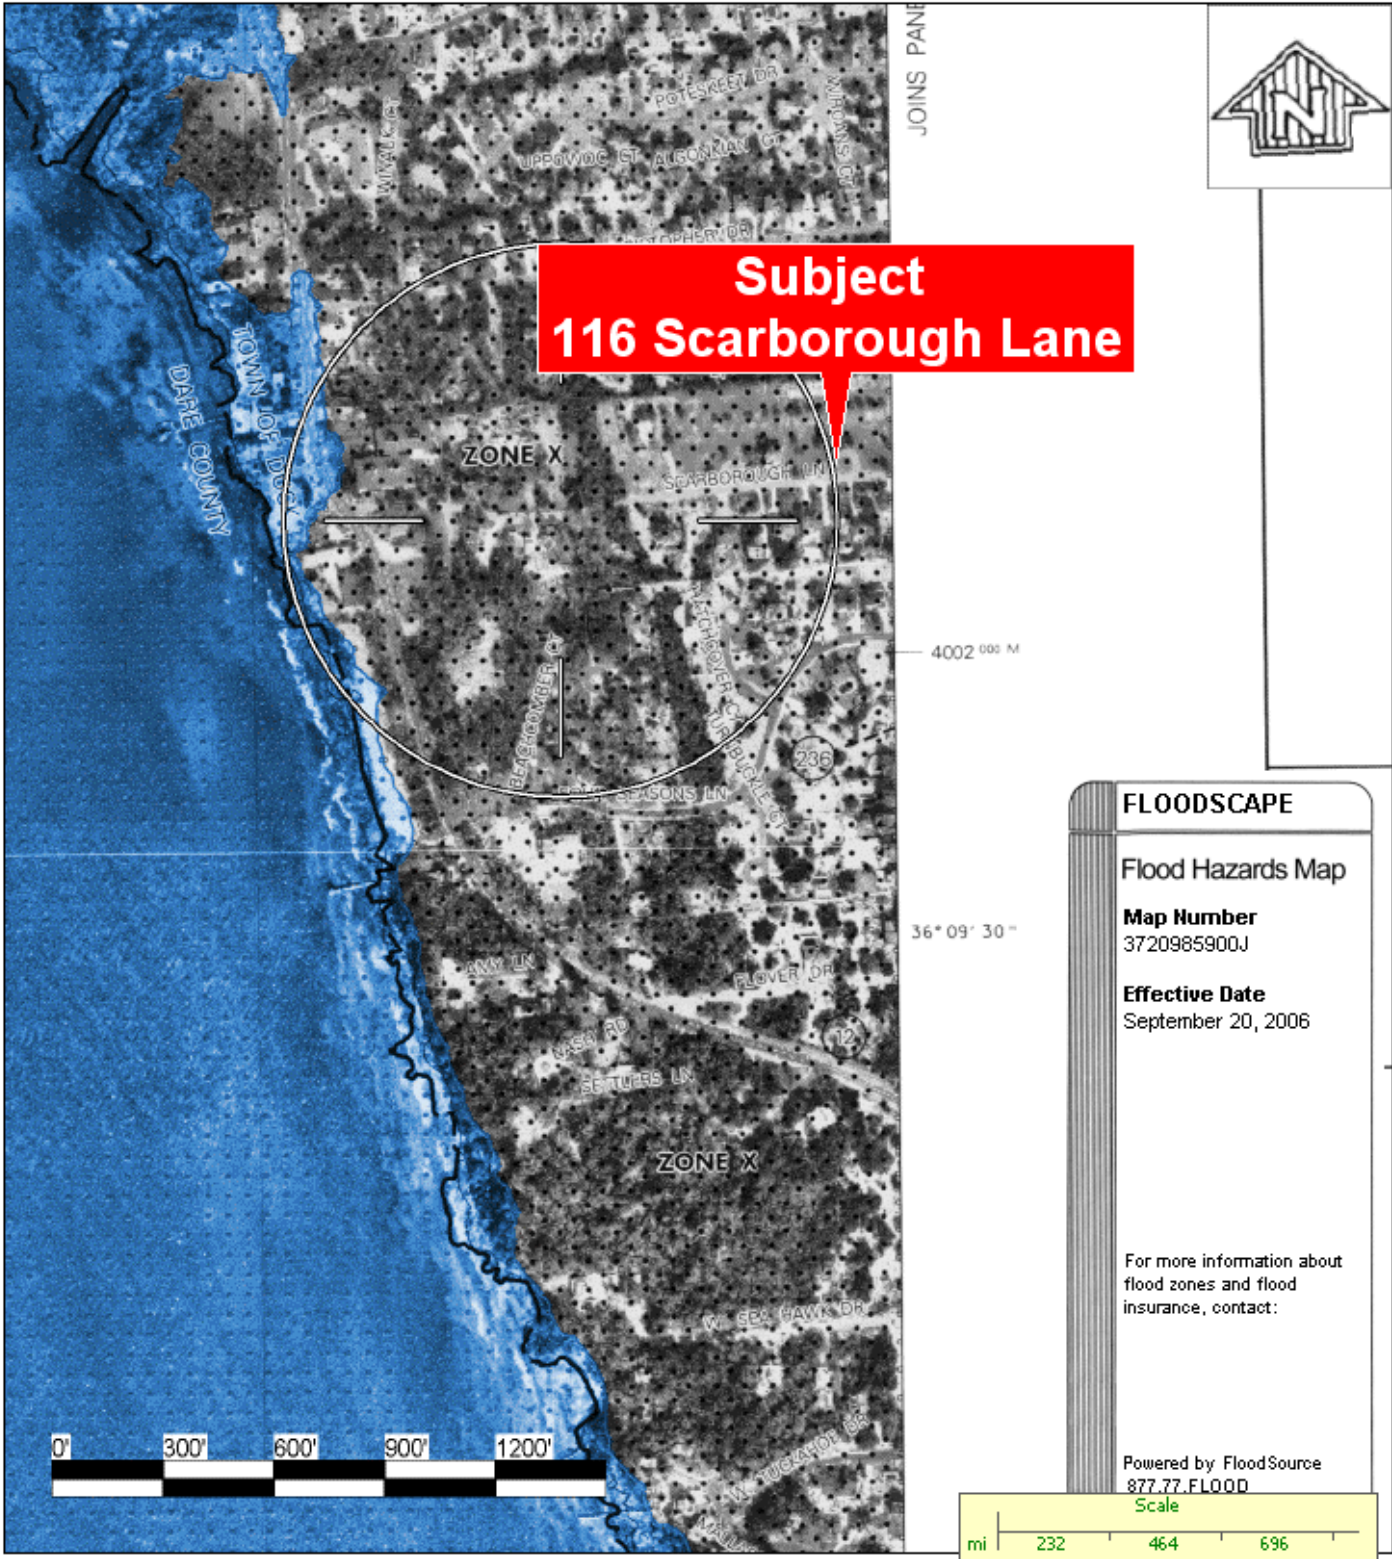 JOINS PANE
N
POTESKEET DR
WINAUK CT
UPPOWOC CT
ALGONKIAN CT
Subject
116 Scarborough Lane
TOWN OF DUCK
DARE COUNTY
ZONE X
SCARBOROUGH LN
4002 000 M
BEACHCOMBER CT
TURNBUCKLE CT
236
SEASONS LN
FLOODSCAPE
Flood Hazards Map
Map Number
3720985900J
Effective Date
September 20, 2006
36° 09' 30"
AMY LN
PLOVER DR
12
NASH RD
SETTLERS LN
ZONE X
For more information about
flood zones and flood
insurance, contact:
W. SEA HAWK DR
W. TUCKAHOE DR
0' 300' 600' 900' 1200'
Powered by FloodSource
877.77.FLOOD
Scale
mi 232 464 696